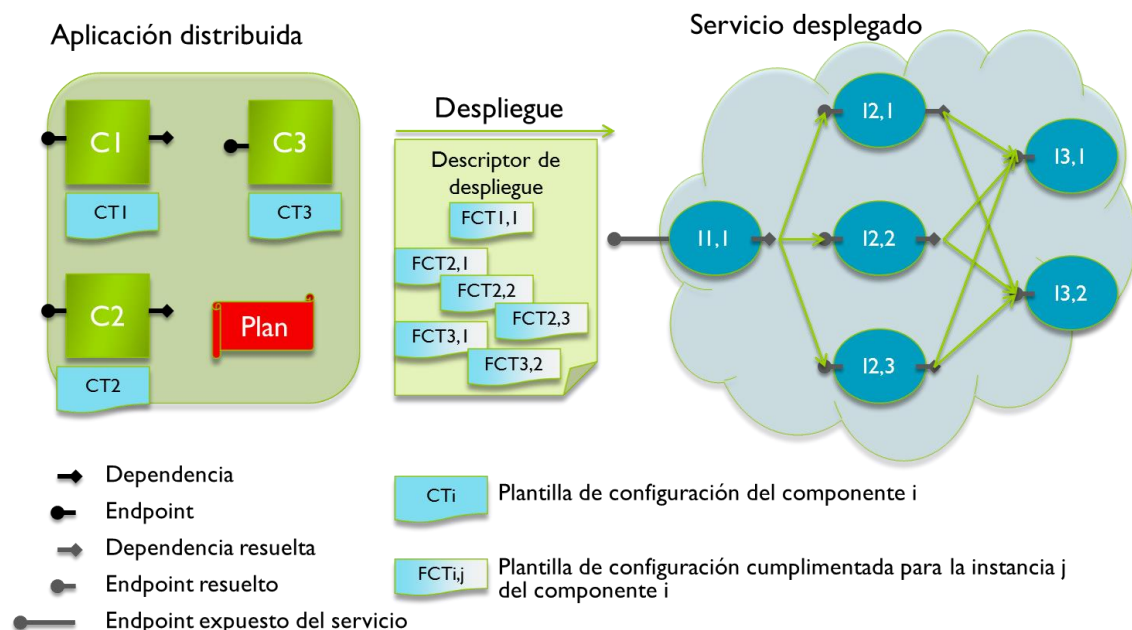 Aplicación distribuida
Servicio desplegado
C1
CT1
C3
CT3
C2
CT2
Plan
Despliegue
Descriptor de
despliegue
FCT1,1
FCT2,1
FCT2,2
FCT2,3
FCT3,1
FCT3,2
I1,1
I2,1
I2,2
I2,3
I3,1
I3,2
Dependencia
Endpoint
Dependencia resuelta
Endpoint resuelto
Endpoint expuesto del servicio
CTi
Plantilla de configuración del componente i
FCTi,j
Plantilla de configuración cumplimentada para la instancia j
del componente i